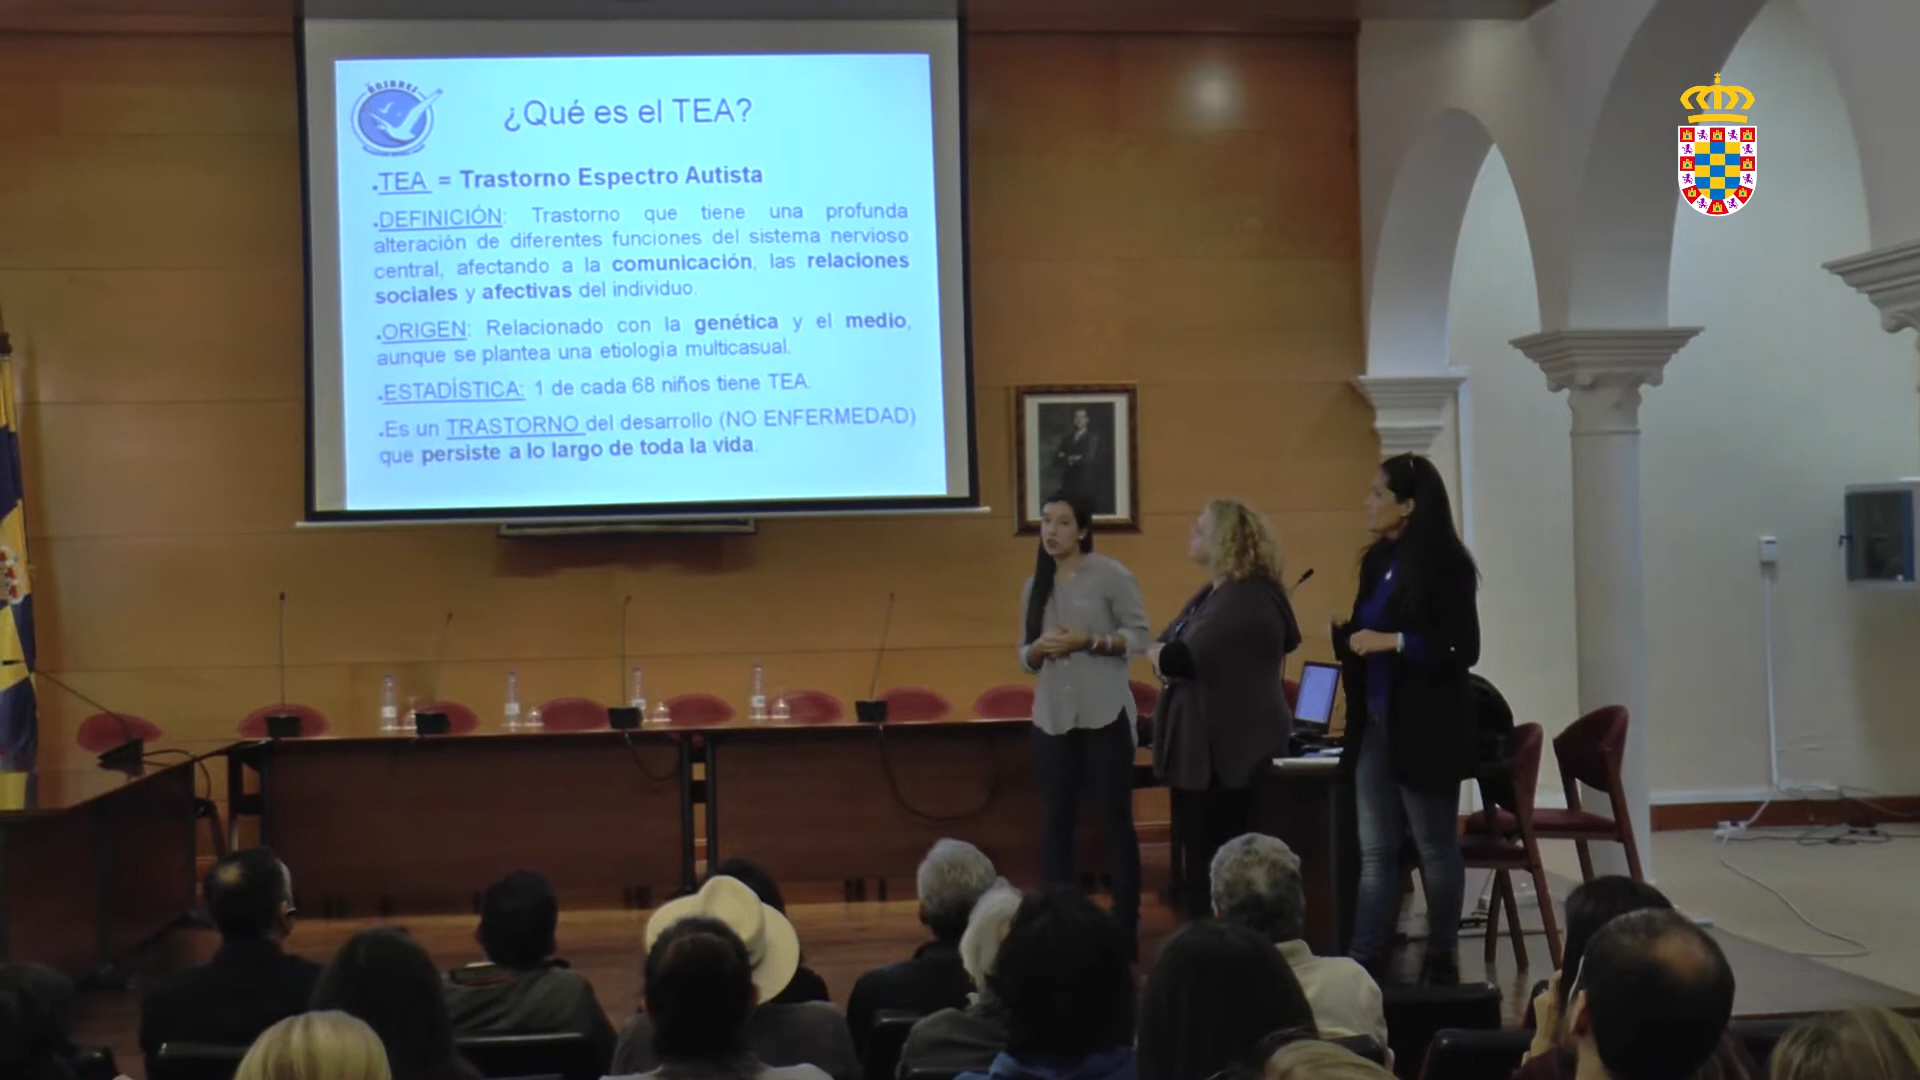 ¿Qué es el TEA?
.TEA = Trastorno Espectro Autista
.DEFINICIÓN: Trastorno que tiene una profunda
alteración de diferentes funciones del sistema nervioso
central, afectando a la comunicación, las relaciones
sociales y afectivas del individuo.
.ORIGEN: Relacionado con la genética y el medio,
aunque se plantea una etiología multicasual.
.ESTADÍSTICA: 1 de cada 68 niños tiene TEA.
.Es un TRASTORNO del desarrollo (NO ENFERMEDAD)
que persiste a lo largo de toda la vida.